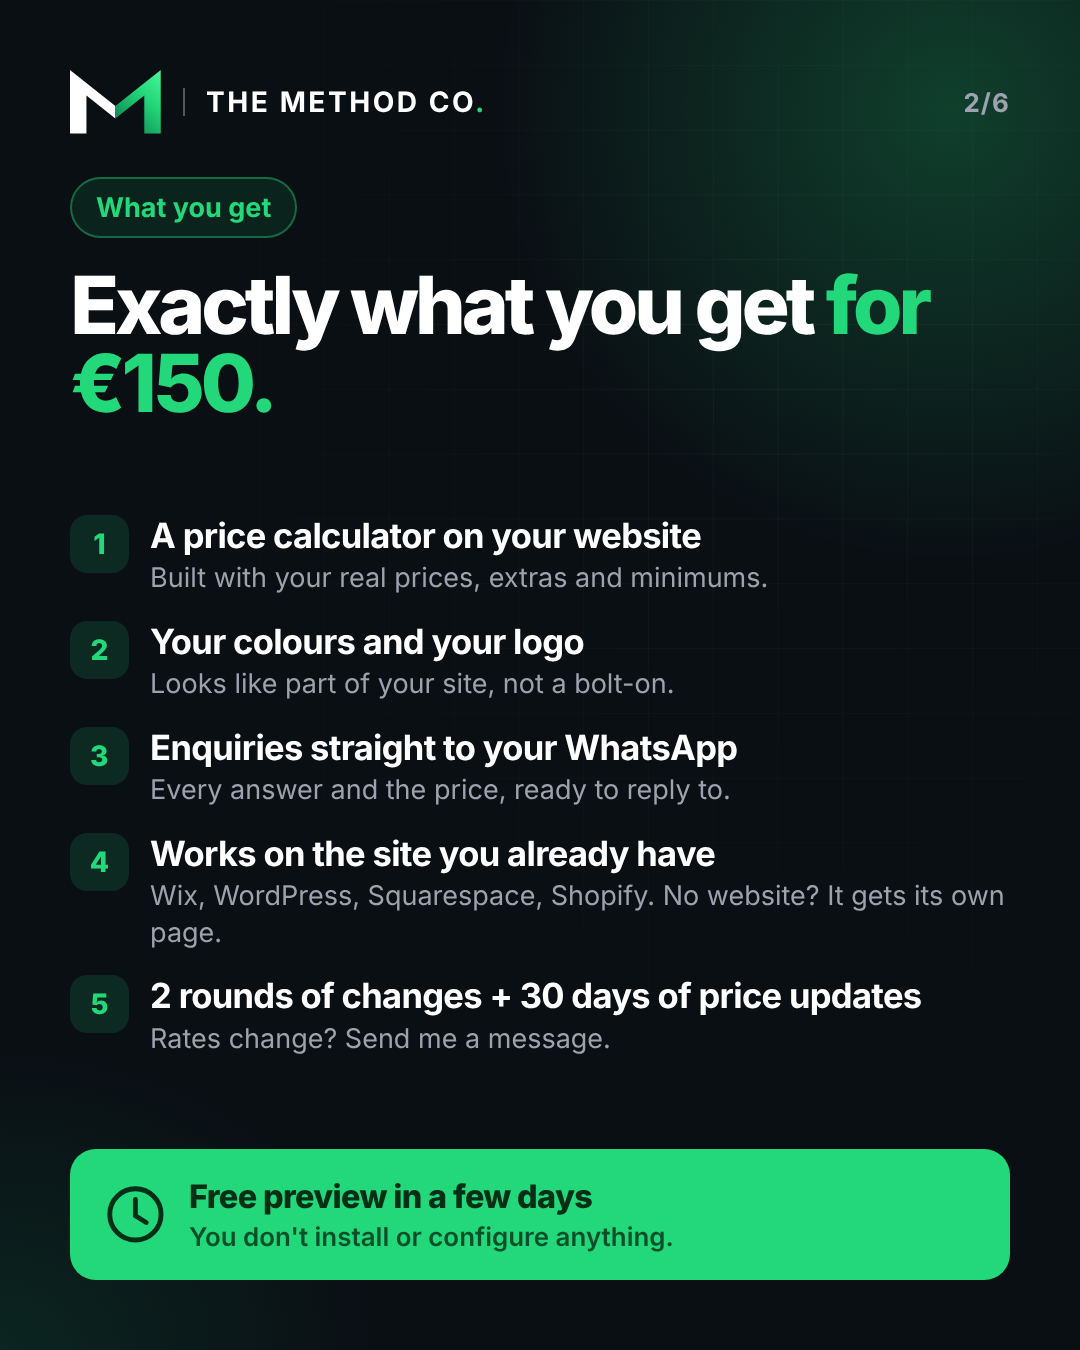 THE METHOD CO.
2/6
What you get
Exactly what you get for
€150.
1
A price calculator on your website
Built with your real prices, extras and minimums.
2
Your colours and your logo
Looks like part of your site, not a bolt-on.
3
Enquiries straight to your WhatsApp
Every answer and the price, ready to reply to.
4
Works on the site you already have
Wix, WordPress, Squarespace, Shopify. No website? It gets its own
page.
5
2 rounds of changes + 30 days of price updates
Rates change? Send me a message.
Free preview in a few days
You don't install or configure anything.